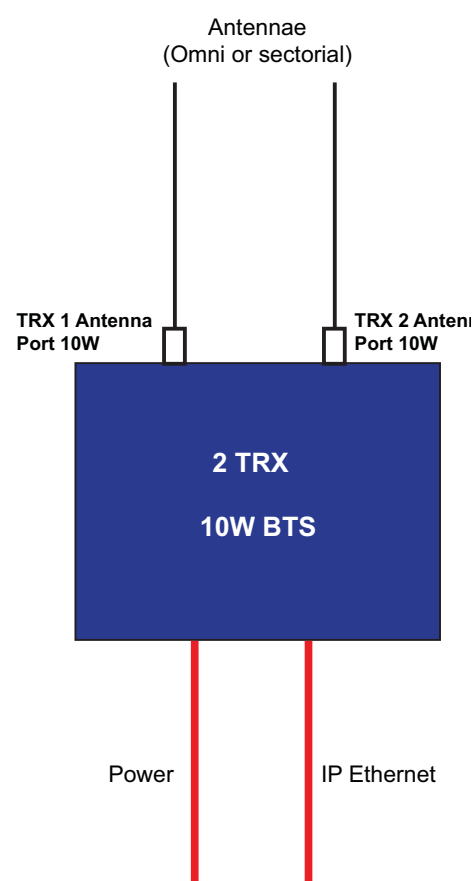 Antennae
(Omni or sectorial)
TRX 1 Antenna
Port 10W
TRX 2 Antenn
Port 10W
2 TRX
10W BTS
Power
IP Ethernet